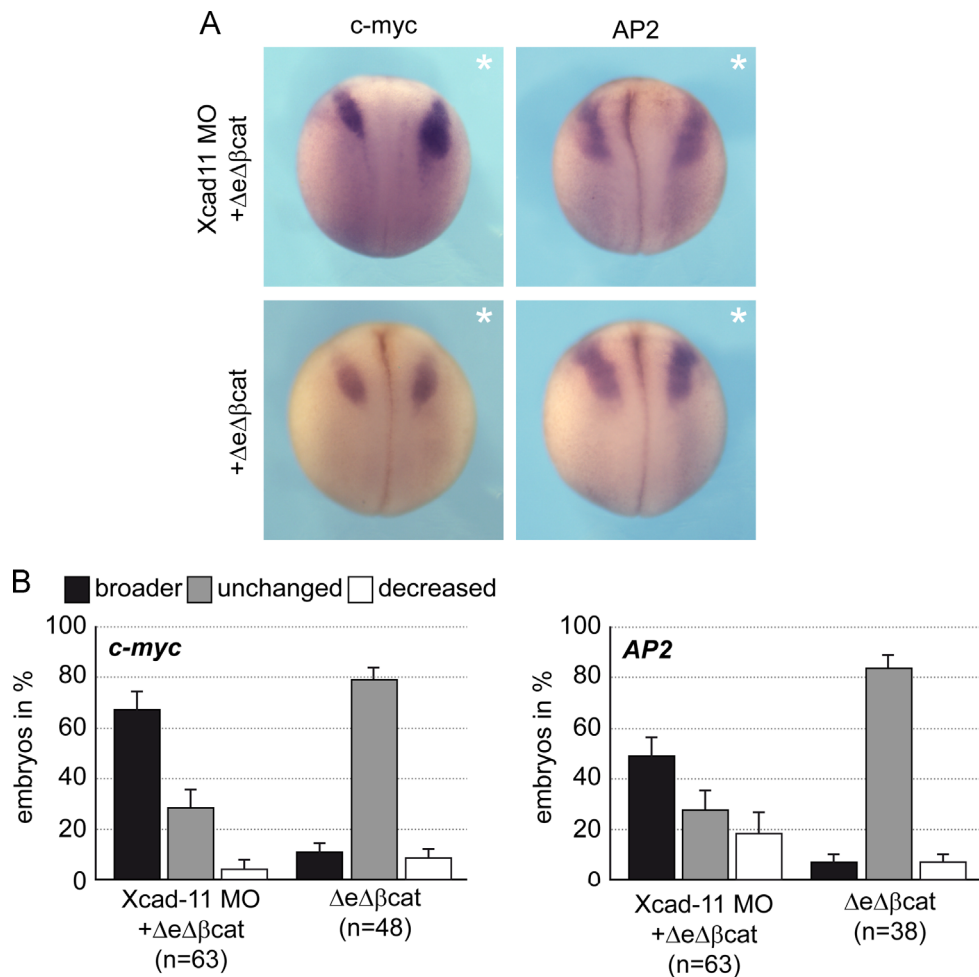 A
c-myc
AP2
Xcad11 MO
+ΔeΔβcat
*
*
+ΔeΔβcat
*
*
B
broader
unchanged
decreased
c-myc
embryos in %
100
80
60
40
20
0
Xcad-11 MO
+ΔeΔβcat
(n=63)
ΔeΔβcat
(n=48)
AP2
embryos in %
100
80
60
40
20
0
Xcad-11 MO
+ΔeΔβcat
(n=63)
ΔeΔβcat
(n=38)